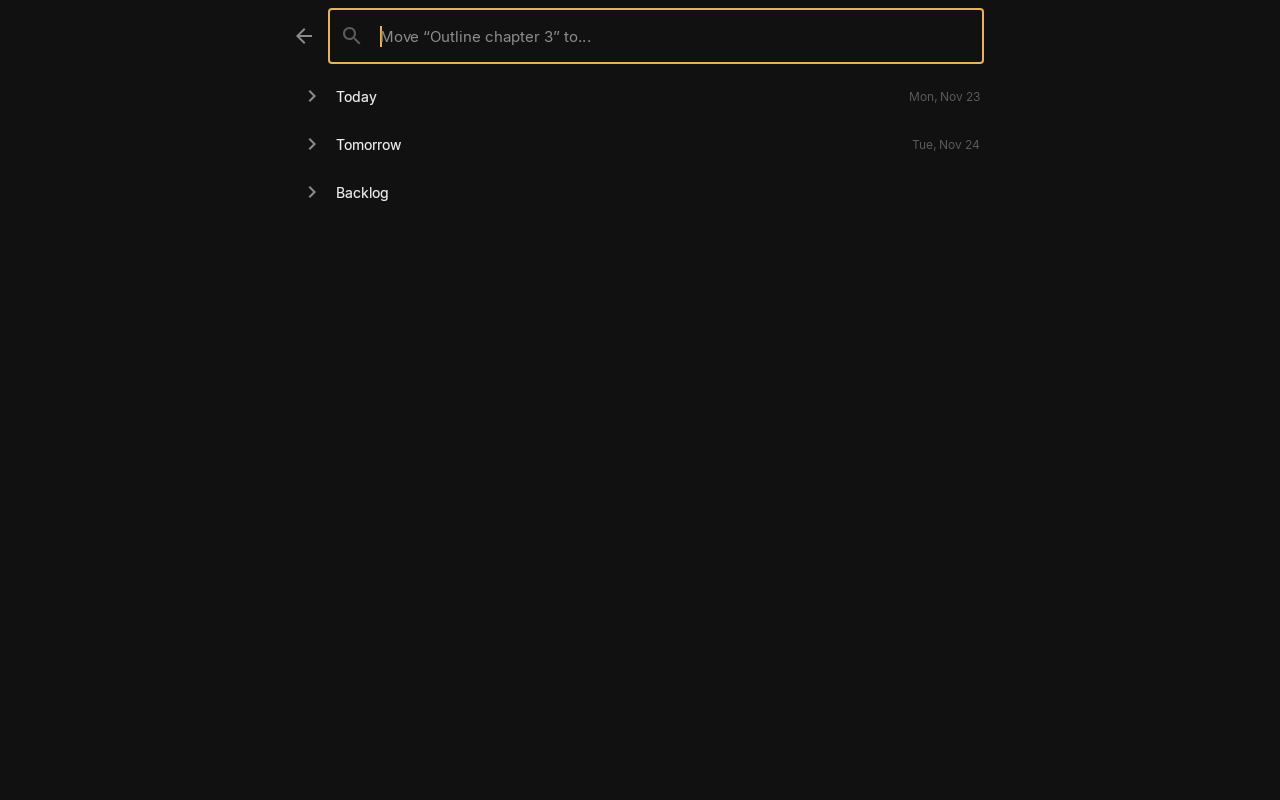 Move “Outline chapter 3” to...
Today Mon, Nov 23
Tomorrow Tue, Nov 24
Backlog